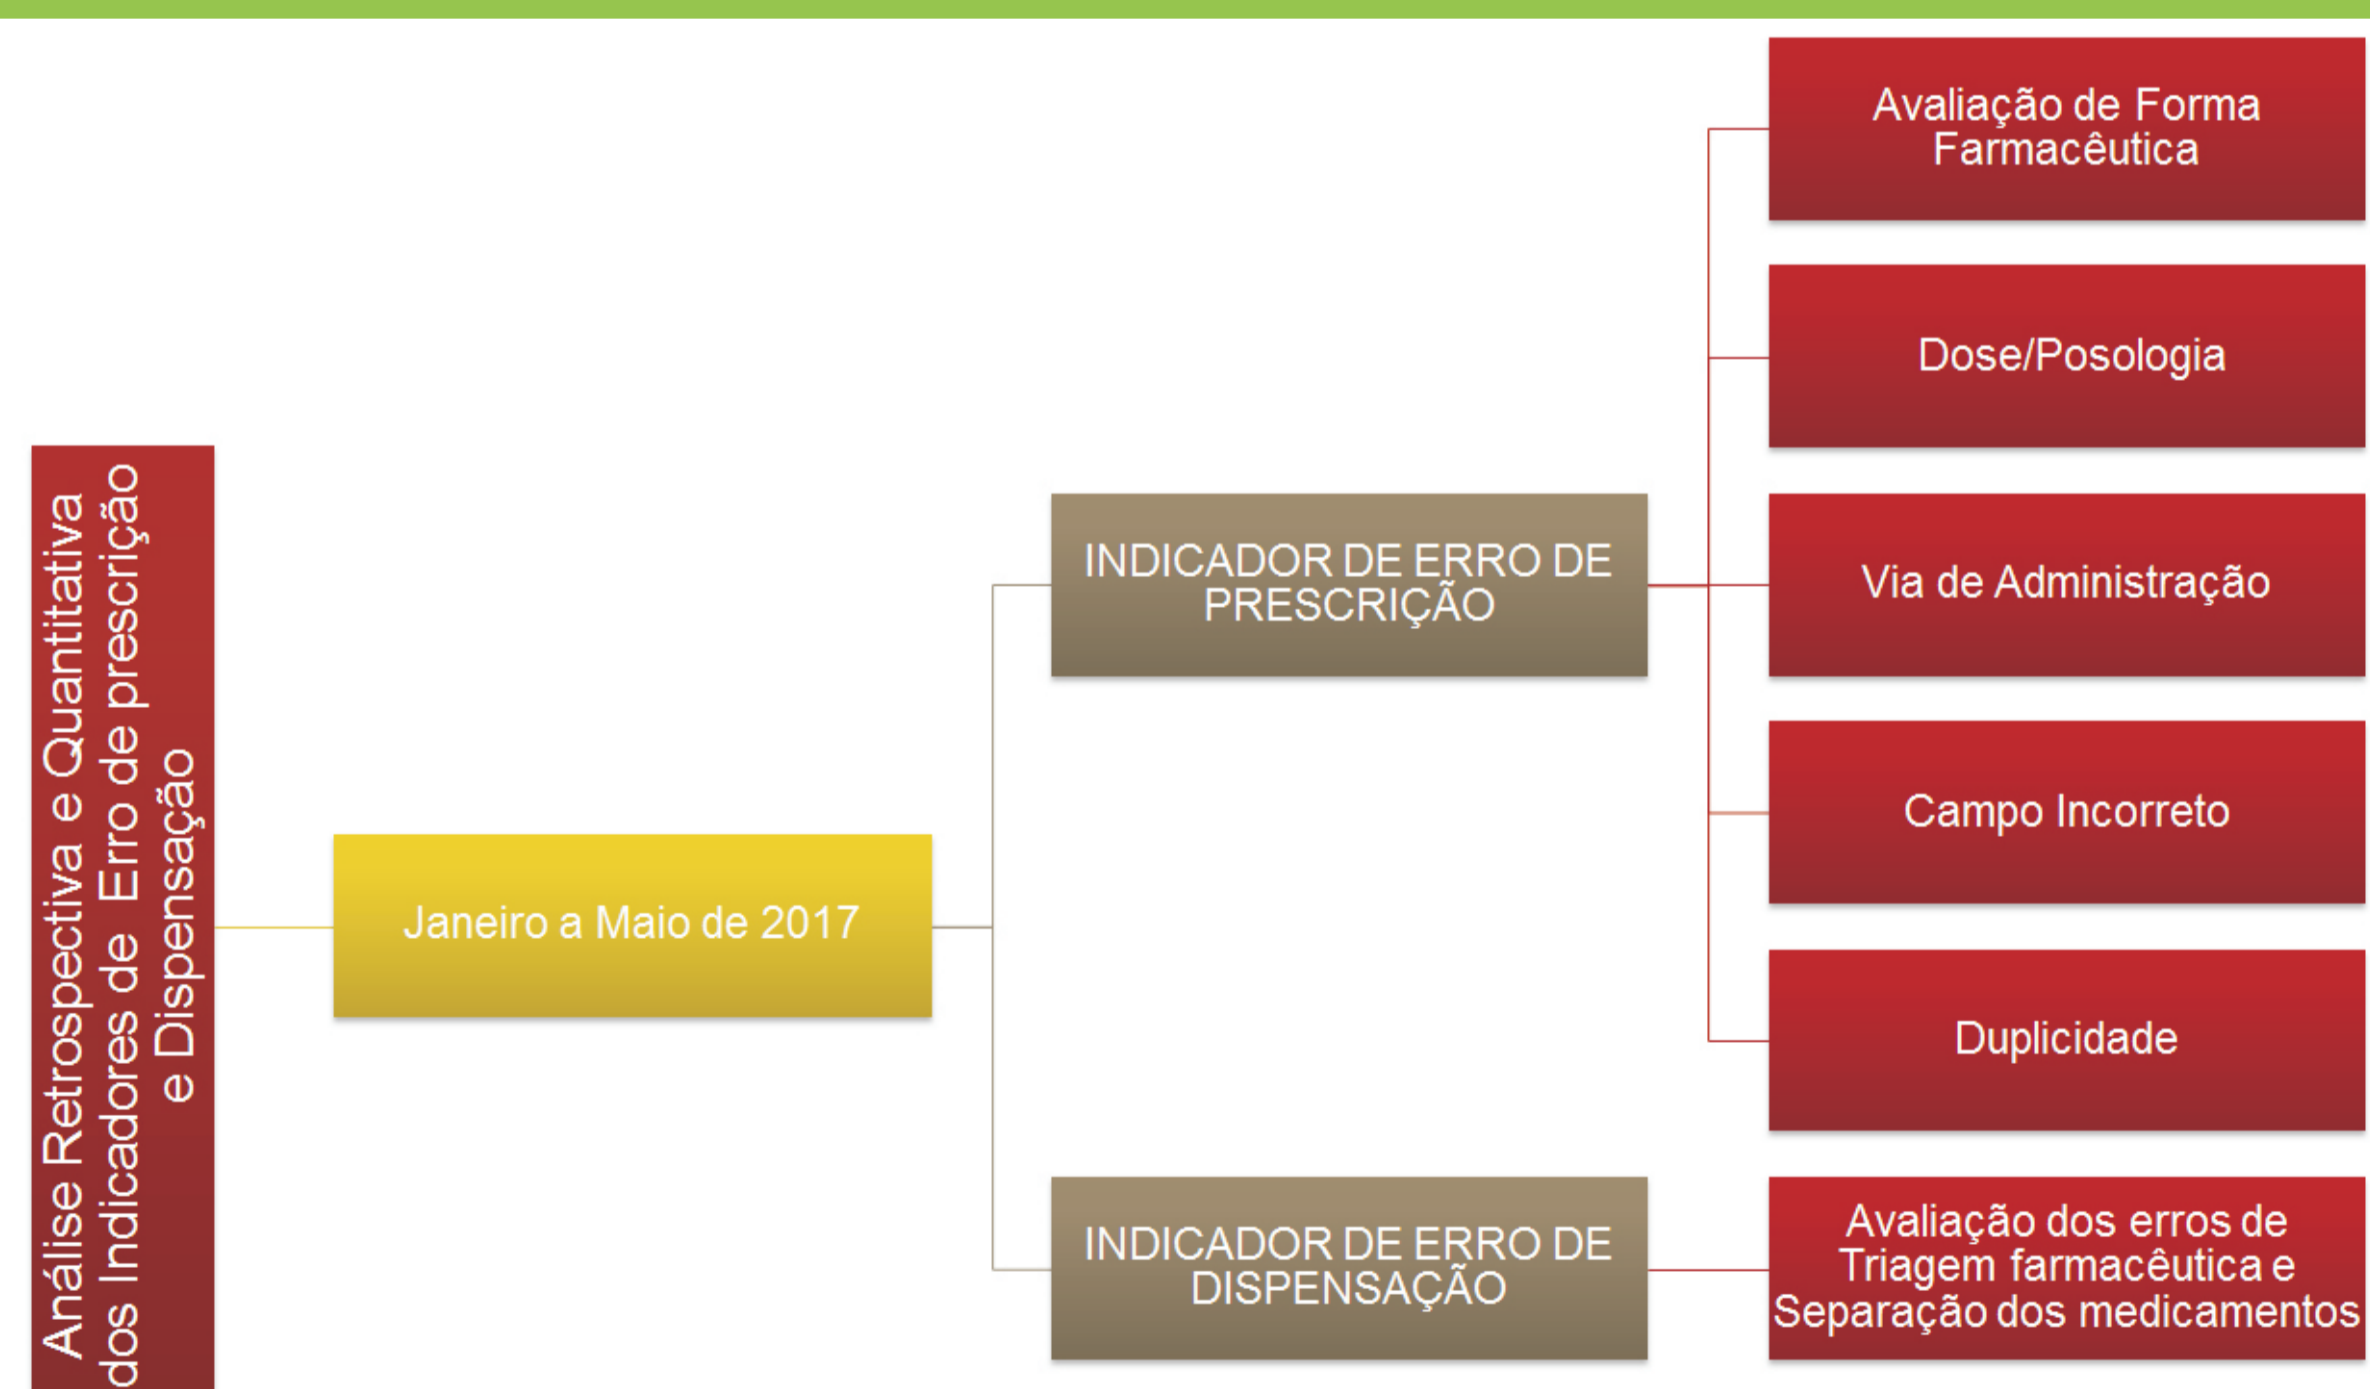 Análise Retrospectiva e Quantitativa
dos Indicadores de Erro de prescrição
e Dispensação
Janeiro a Maio de 2017
INDICADOR DE ERRO DE
PRESCRIÇÃO
Avaliação de Forma
Farmacêutica
Dose/Posologia
Via de Administração
Campo Incorreto
Duplicidade
INDICADOR DE ERRO DE
DISPENSAÇÃO
Avaliação dos erros de
Triagem farmacêutica e
Separação dos medicamentos